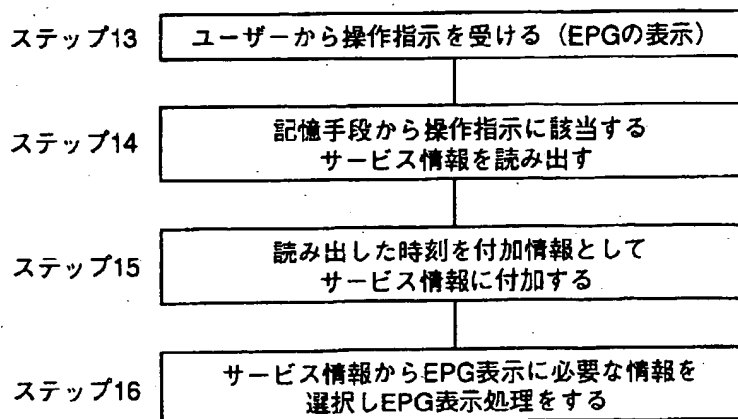 ステップ13
ユーザーから操作指示を受ける（EPGの表示）
ステップ14
記憶手段から操作指示に該当する
サービス情報を読み出す
ステップ15
読み出した時刻を付加情報として
サービス情報に付加する
ステップ16
サービス情報からEPG表示に必要な情報を
選択しEPG表示処理をする